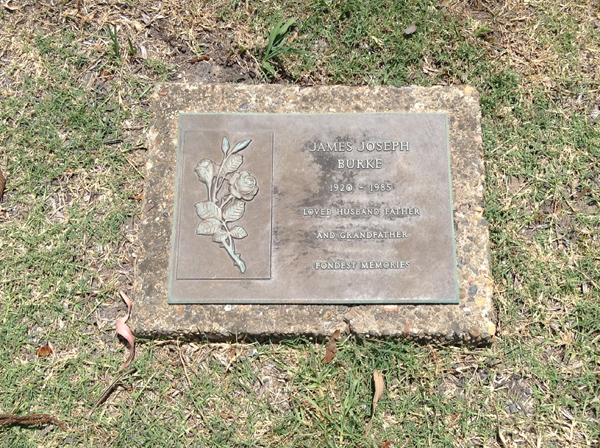 JAMES JOSEPH
BURKE
1920 - 1985
LOVED HUSBAND FATHER
AND GRANDFATHER
FONDEST MEMORIES